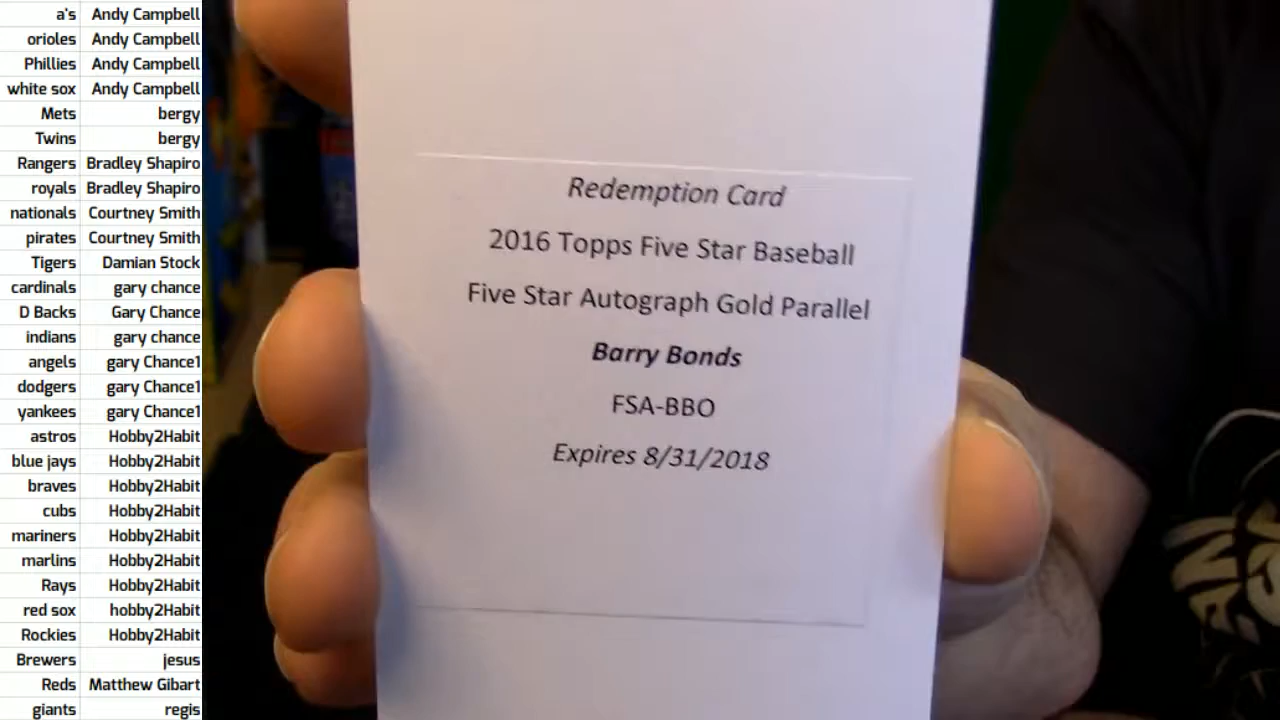 a's Andy Campbell
orioles Andy Campbell
Phillies Andy Campbell
white sox Andy Campbell
Mets bergy
Twins bergy
Rangers Bradley Shapiro
royals Bradley Shapiro
nationals Courtney Smith
pirates Courtney Smith
Tigers Damian Stock
cardinals gary chance
D Backs Gary Chance
indians gary chance
angels gary Chance1
dodgers gary Chance1
yankees gary Chance1
astros Hobby2Habit
blue jays Hobby2Habit
braves Hobby2Habit
cubs Hobby2Habit
mariners Hobby2Habit
marlins Hobby2Habit
Rays Hobby2Habit
red sox hobby2Habit
Rockies Hobby2Habit
Brewers jesus
Reds Matthew Gibart
giants regis
Redemption Card
2016 Topps Five Star Baseball
Five Star Autograph Gold Parallel
Barry Bonds
FSA-BBO
Expires 8/31/2018